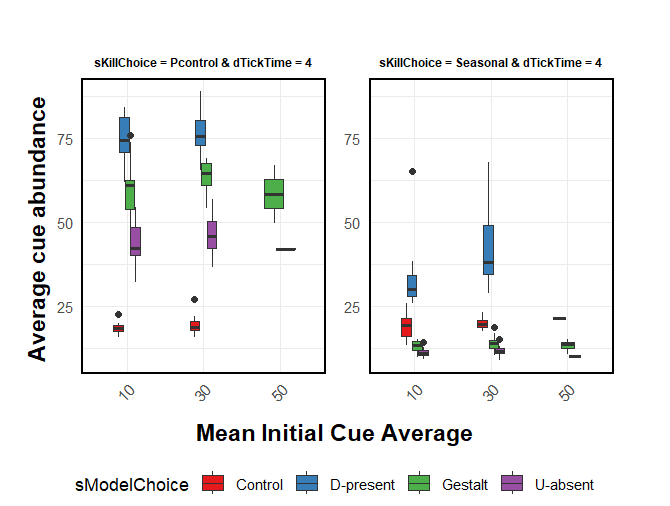 sKillChoice = Pcontrol & dTickTime = 4
sKillChoice = Seasonal & dTickTime = 4
Average cue abundance
75
50
25
75
50
25
10
30
50
10
30
50
Mean Initial Cue Average
sModelChoice
Control
D-present
Gestalt
U-absent